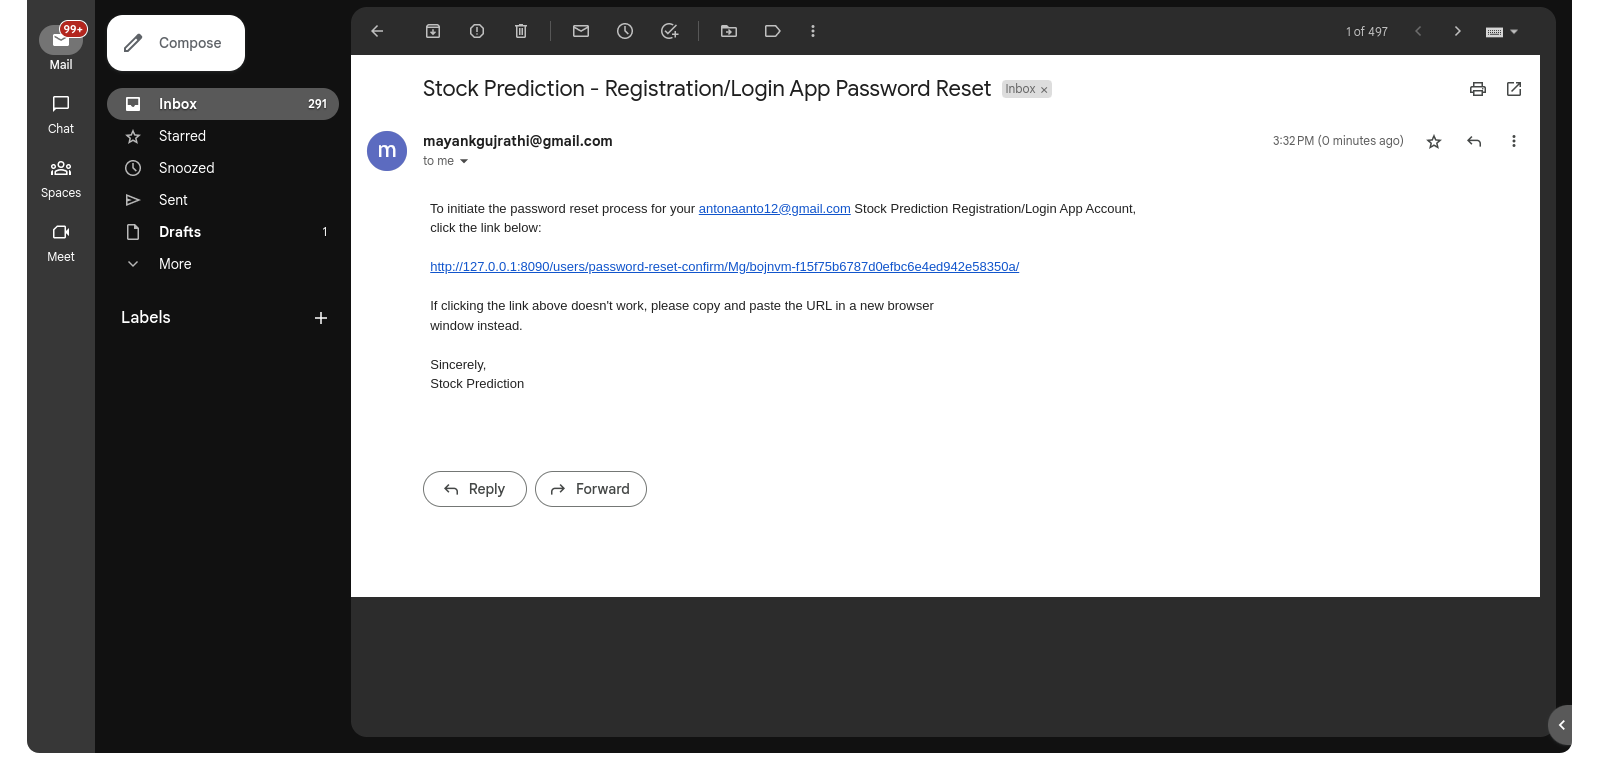 99+
Mail
Chat
Spaces
Meet
Compose
Inbox 291
Starred
Snoozed
Sent
Drafts 1
More
Labels
1 of 497
Stock Prediction - Registration/Login App Password Reset Inbox ×
mayankgujrathi@gmail.com 3:32 PM (0 minutes ago)
m
to me
To initiate the password reset process for your antonaanto12@gmail.com Stock Prediction Registration/Login App Account,
click the link below:
http://127.0.0.1:8090/users/password-reset-confirm/Mg/bojnvm-f15f75b6787d0efbc6e4ed942e58350a/
If clicking the link above doesn't work, please copy and paste the URL in a new browser
window instead.
Sincerely,
Stock Prediction
Reply Forward